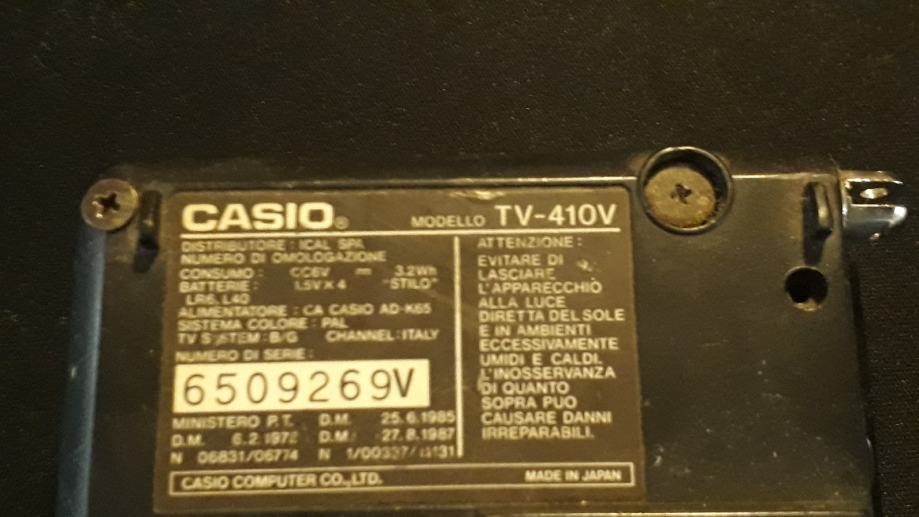 CASIO® MODELLO TV-410V
DISTRIBUTORE : ICAL SPA
NUMERO DI OMOLOGAZIONE
CONSUMO : CC6V 3.2Wh
BATTERIE : 1.5V × 4 "STILO"
LR6, L40
ALIMENTATORE : CA CASIO AD-K65
SISTEMA COLORE : PAL
TV SYSTEM : B/G CHANNEL : ITALY
NUMERO DI SERIE :
6509269V
MINISTERO P.T. D.M. 25.6.1985
D.M. D.M. 27.8.1987
N 06831/06774 N
ATTENZIONE :
EVITARE DI
LASCIARE
L'APPARECCHIO
ALLA LUCE
DIRETTA DEL SOLE
E IN AMBIENTI
ECCESSIVAMENTE
UMIDI E CALDI.
L'INOSSERVANZA
DI QUANTO
SOPRA PUO
CAUSARE DANNI
IRREPARABILI.
CASIO COMPUTER CO., LTD. MADE IN JAPAN